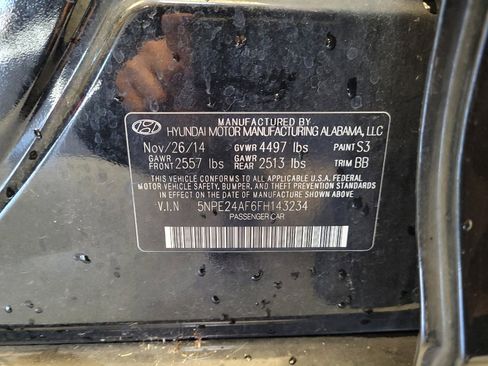 MANUFACTURED BY
HYUNDAI MOTOR MANUFACTURING ALABAMA, LLC
Nov/26/14 GVWR 4497 lbs PAINT S3
GAWR FRONT 2557 lbs GAWR REAR 2513 lbs TRIM BB
THIS VEHICLE CONFORMS TO ALL APPLICABLE U.S.A. FEDERAL
MOTOR VEHICLE SAFETY, BUMPER, AND THEFT PREVENTION STANDARDS
IN EFFECT ON THE DATE OF MANUFACTURE SHOWN ABOVE
V.I.N 5NPE24AF6FH143234
PASSENGER CAR